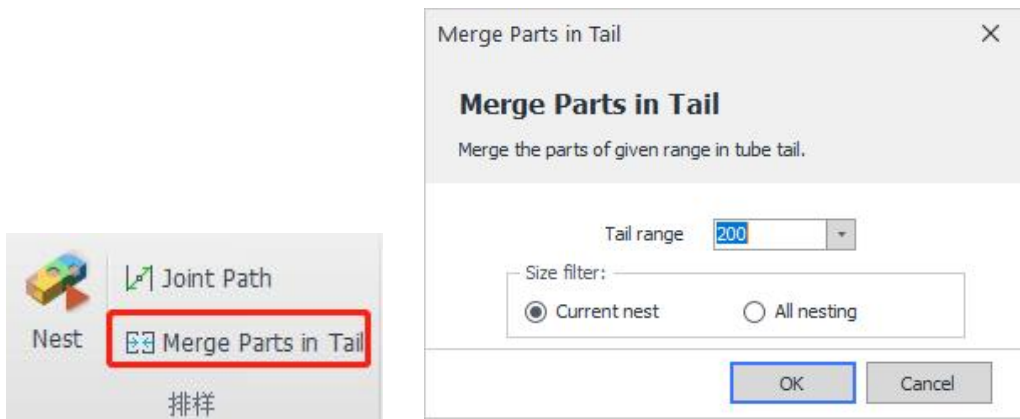 Joint Path
Nest
Merge Parts in Tail
排样
Merge Parts in Tail
Merge Parts in Tail
Merge the parts of given range in tube tail.
Tail range 200
Size filter:
Current nest All nesting
OK Cancel